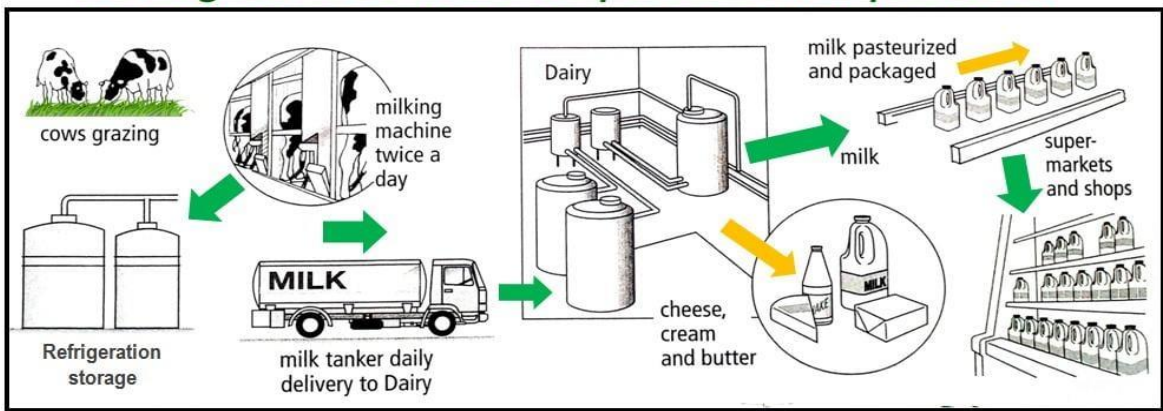 cows grazing
milking
machine
twice a
day
Refrigeration
storage
MILK
milk tanker daily
delivery to Dairy
Dairy
cheese,
cream
and butter
milk pasteurized
and packaged
milk
MILK
super-
markets
and shops